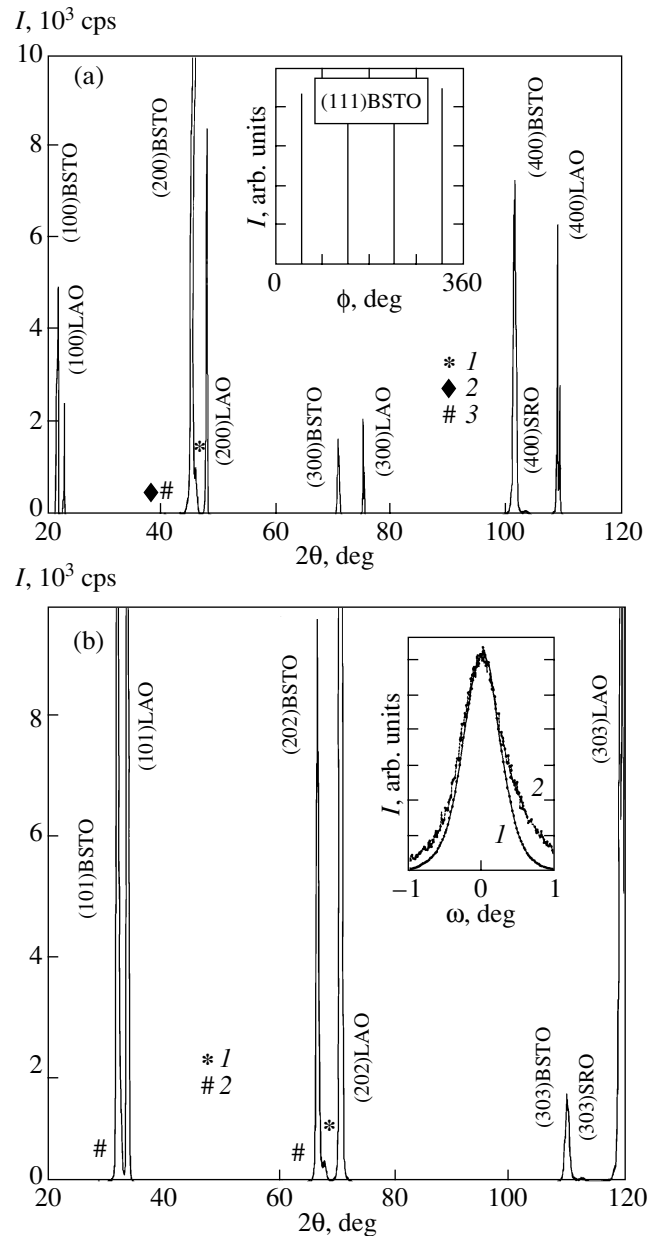 I, 10³ cps
(a)
10
8
6
4
2
0
(100)BSTO
(100)LAO
(200)BSTO
(200)LAO
(300)BSTO
(300)LAO
(400)BSTO
(400)SRO
(400)LAO
* 1
♦ 2
# 3
*
♦ #
I, arb. units
(111)BSTO
0 360
ϕ, deg
20 40 60 80 100 120
2θ, deg
I, 10³ cps
(b)
8
6
4
2
0
(101)BSTO
(101)LAO
(202)BSTO
(202)LAO
(303)BSTO
(303)SRO
(303)LAO
* 1
# 2
#
#
*
I, arb. units
1
2
–1 0 1
ω, deg
20 40 60 80 100 120
2θ, deg